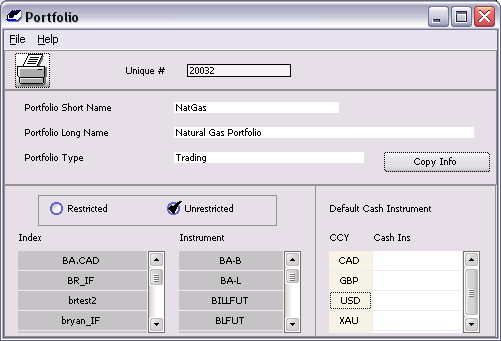 Portfolio
File Help
Unique # 20032
Portfolio Short Name NatGas
Portfolio Long Name Natural Gas Portfolio
Portfolio Type Trading
Copy Info
Restricted Unrestricted Default Cash Instrument
Index Instrument CCY Cash Ins
BA.CAD BA-B CAD
BR_IF BA-L GBP
brtest2 BILLFUT USD
bryan_IF BLFUT XAU